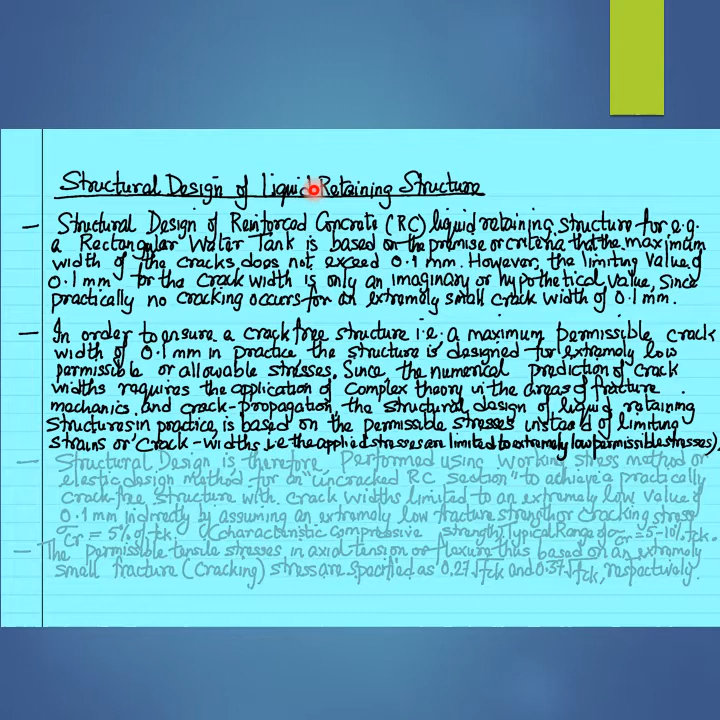 Structural Design of Liquid Retaining Structure
— Structural Design of Reinforced Concrete (RC) liquid retaining structure for e.g.
a Rectangular Water Tank is based on the premise or criteria that the maximum
width of the cracks does not exceed 0.1 mm. However, the limiting value of
0.1 mm for the crack width is only an imaginary or hypothetical value, since
practically no cracking occurs for an extremely small crack width of 0.1 mm.
— In order to ensure a crack free structure i.e. a maximum permissible crack
width of 0.1 mm in practice the structure is designed for extremely low
permissible or allowable stresses. Since the numerical prediction of crack
widths requires the application of complex theory in the areas of fracture
mechanics and crack-propagation, the structural design of liquid retaining
structures in practice is based on the permissible stresses instead of limiting
strains or crack-widths i.e the applied stresses are limited to extremely low permissible stresses).
— Structural Design is therefore, performed using working stress method or
elastic design method for an "uncracked RC section" to achieve a practically
crack-free structure with crack widths limited to an extremely low value of
0.1 mm indirectly by assuming an extremely low fracture strength or cracking stress
σcr = 5% of fck (characteristic compressive strength. Typical Range of σcr = 5-10% fck.
— The permissible tensile stresses in axial tension or flexure thus based on an extremely
small fracture (cracking) stress are specified as 0.27√fck and 0.37√fck, respectively.